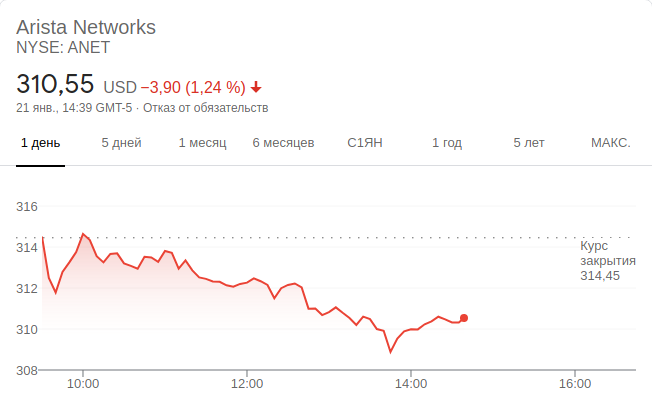 Arista Networks
NYSE: ANET
310,55 USD −3,90 (1,24 %)
21 янв., 14:39 GMT-5 · Отказ от обязательств
1 день 5 дней 1 месяц 6 месяцев С1ЯН 1 год 5 лет МАКС.
316
314
312
310
308
Курс
закрытия
314,45
10:00 12:00 14:00 16:00